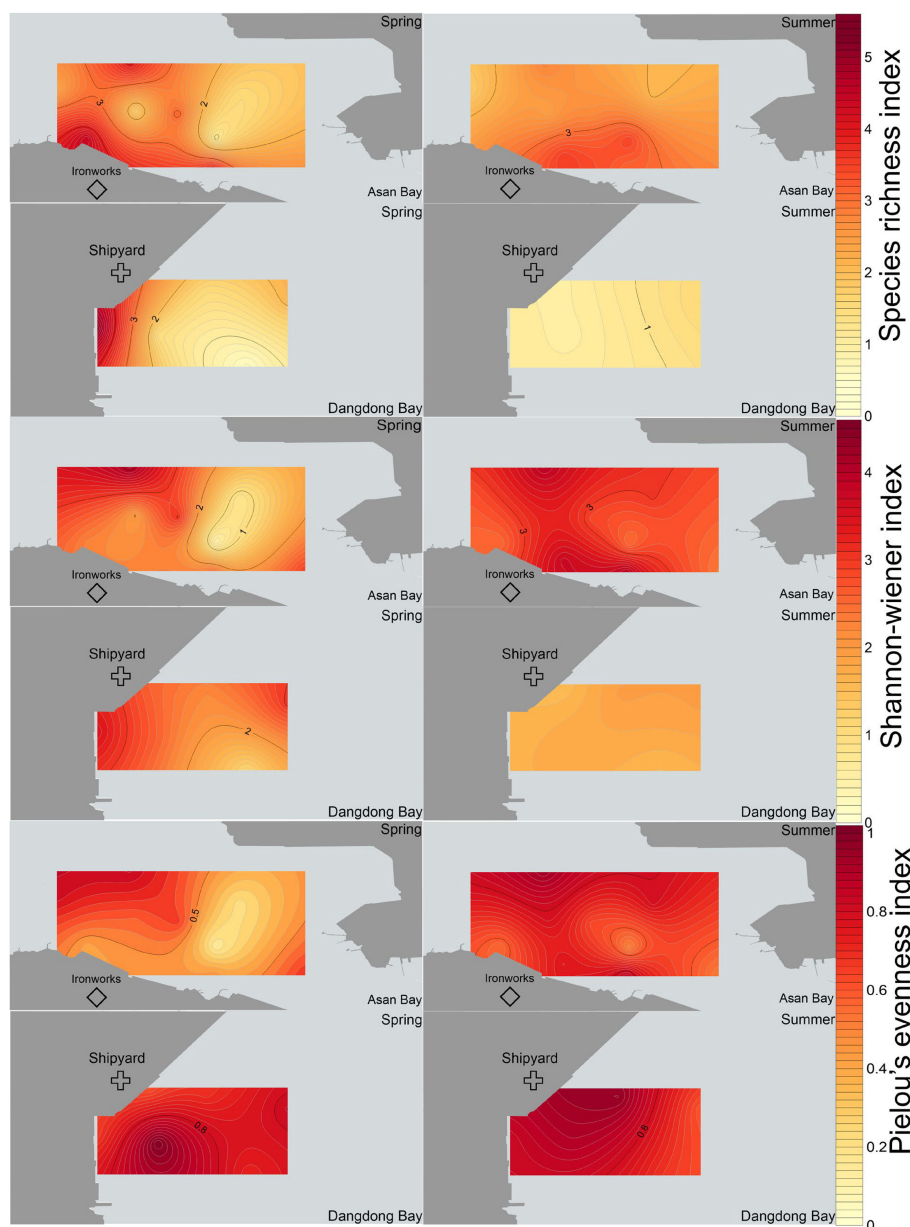 Spring
Summer
5
3
2
3
4
Ironworks
Ironworks
Asan Bay
Asan Bay
3
Spring
Summer
Shipyard
Shipyard
2
3
2
1
1
Dangdong Bay
Dangdong Bay
0
Species richness index
Spring
Summer
4
2
1
3
3
3
Ironworks
Ironworks
Asan Bay
Asan Bay
Spring
Summer
2
Shipyard
Shipyard
2
1
Dangdong Bay
Dangdong Bay
0
Shannon-wiener index
Spring
Summer
1
0.5
0.8
Ironworks
Ironworks
0.6
Asan Bay
Asan Bay
Spring
Summer
Shipyard
Shipyard
0.4
0.8
0.8
0.2
Dangdong Bay
Dangdong Bay
0
Pielou's evenness index